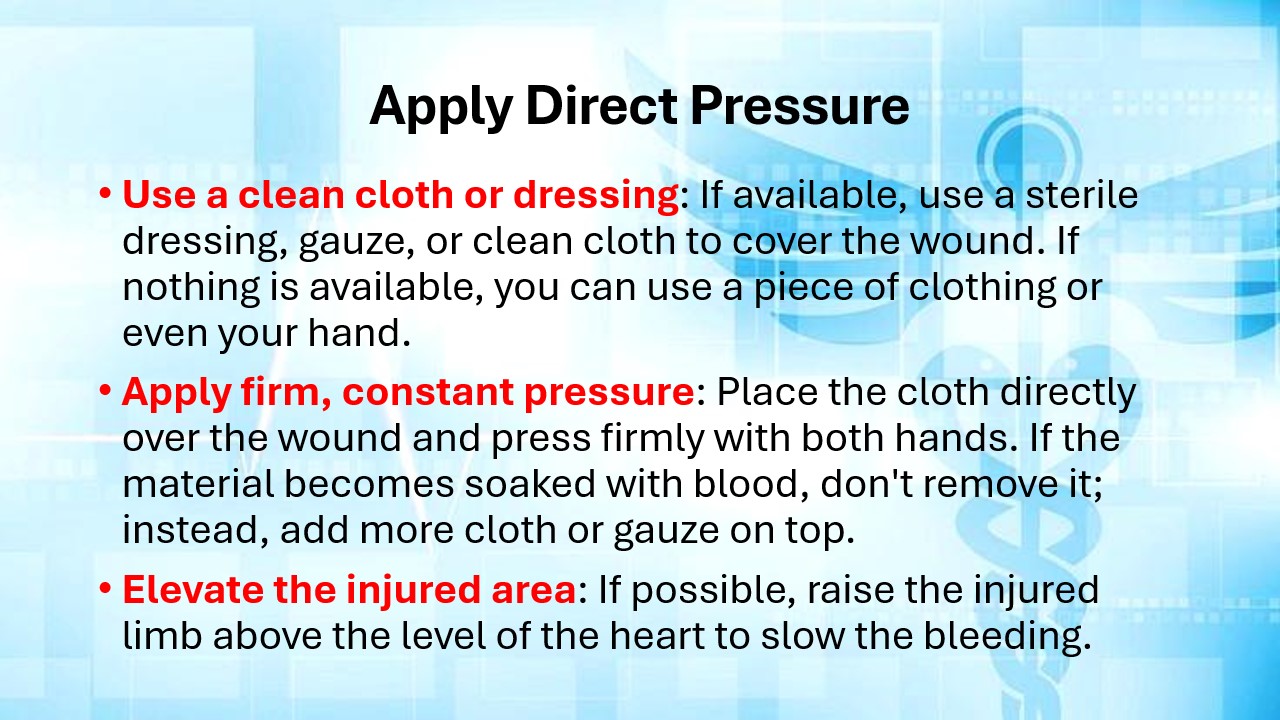 Apply Direct Pressure
• Use a clean cloth or dressing: If available, use a sterile
dressing, gauze, or clean cloth to cover the wound. If
nothing is available, you can use a piece of clothing or
even your hand.
• Apply firm, constant pressure: Place the cloth directly
over the wound and press firmly with both hands. If the
material becomes soaked with blood, don't remove it;
instead, add more cloth or gauze on top.
• Elevate the injured area: If possible, raise the injured
limb above the level of the heart to slow the bleeding.